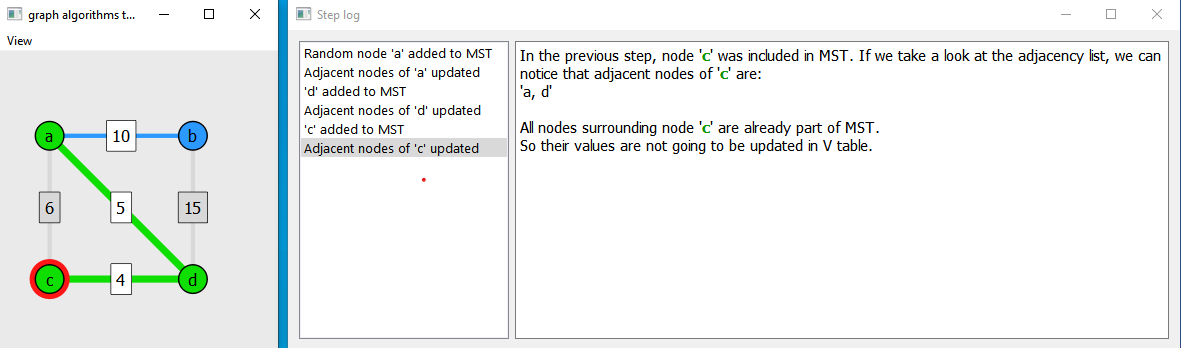 graph algorithms t...
View
a
10
b
6
5
15
c
4
d
Step log
Random node 'a' added to MST
Adjacent nodes of 'a' updated
'd' added to MST
Adjacent nodes of 'd' updated
'c' added to MST
Adjacent nodes of 'c' updated
In the previous step, node 'c' was included in MST. If we take a look at the adjacency list, we can
notice that adjacent nodes of 'c' are:
'a, d'
All nodes surrounding node 'c' are already part of MST.
So their values are not going to be updated in V table.